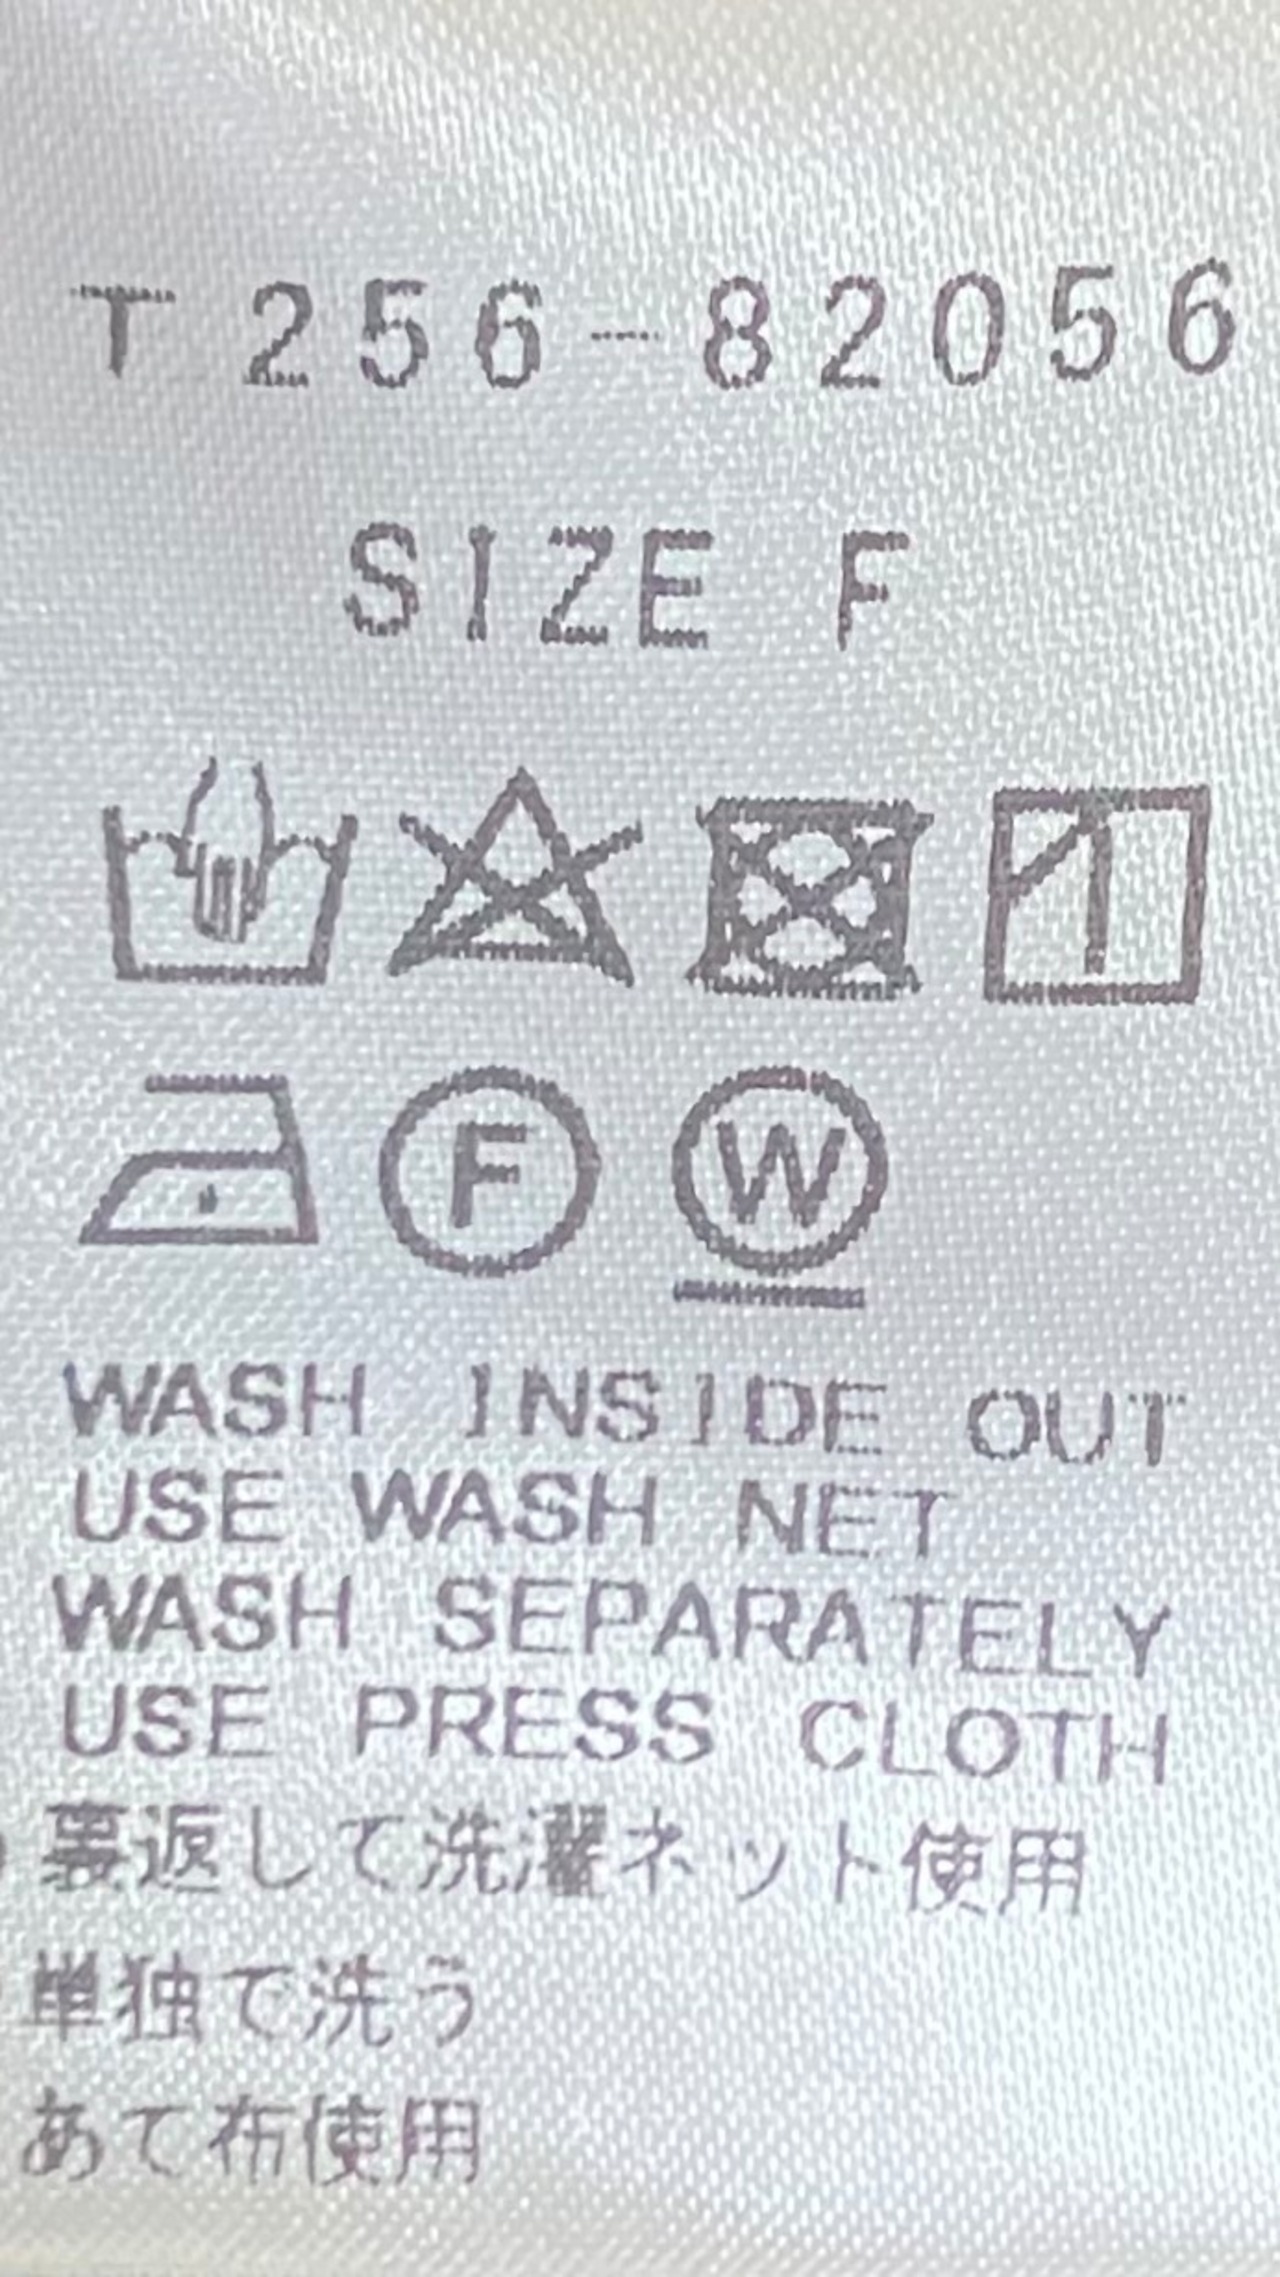 T256-82056
SIZE F
F W
WASH INSIDE OUT
USE WASH NET
WASH SEPARATELY
USE PRESS CLOTH
裏返して洗濯ネット使用
単独で洗う
あて布使用